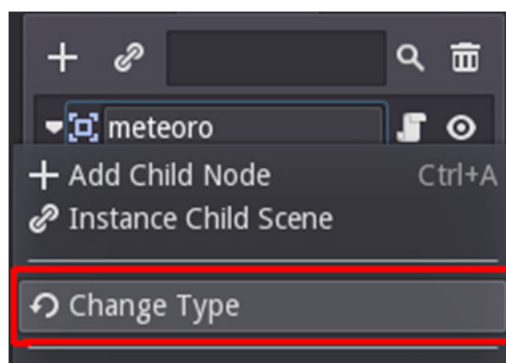 meteoro
Add Child Node Ctrl+A
Instance Child Scene
Change Type